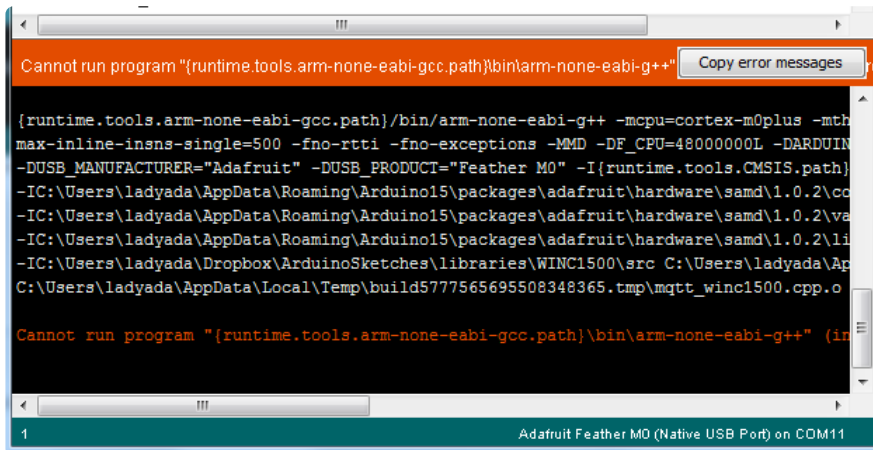 Cannot run program "{runtime.tools.arm-none-eabi-gcc.path}\bin\arm-none-eabi-g++"
Copy error messages
{runtime.tools.arm-none-eabi-gcc.path}/bin/arm-none-eabi-g++ -mcpu=cortex-m0plus -mth
max-inline-insns-single=500 -fno-rtti -fno-exceptions -MMD -DF_CPU=48000000L -DARDUIN
-DUSB_MANUFACTURER="Adafruit" -DUSB_PRODUCT="Feather M0" -I{runtime.tools.CMSIS.path}
-IC:\Users\ladyada\AppData\Roaming\Arduino15\packages\adafruit\hardware\samd\1.0.2\co
-IC:\Users\ladyada\AppData\Roaming\Arduino15\packages\adafruit\hardware\samd\1.0.2\va
-IC:\Users\ladyada\AppData\Roaming\Arduino15\packages\adafruit\hardware\samd\1.0.2\li
-IC:\Users\ladyada\Dropbox\ArduinoSketches\libraries\WINC1500\src C:\Users\ladyada\Ap
C:\Users\ladyada\AppData\Local\Temp\build5777565695508348365.tmp\mqtt_winc1500.cpp.o
Cannot run program "{runtime.tools.arm-none-eabi-gcc.path}\bin\arm-none-eabi-g++" (in
1
Adafruit Feather M0 (Native USB Port) on COM11